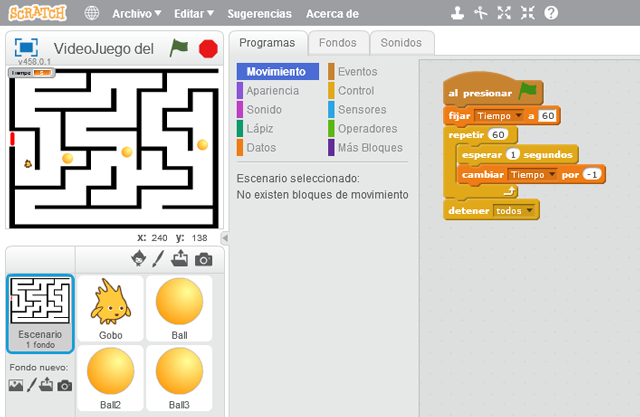 SCRATCH
Archivo
Editar
Sugerencias
Acerca de
VideoJuego del
v458.0.1
Programas
Fondos
Sonidos
Tiempo
Movimiento
Apariencia
Sonido
Lápiz
Datos
Eventos
Control
Sensores
Operadores
Más Bloques
Escenario seleccionado:
No existen bloques de movimiento
al presionar
fijar Tiempo a 60
repetir 60
esperar 1 segundos
cambiar Tiempo por -1
detener todos
x: 240 y: 138
Escenario
1 fondo
Fondo nuevo:
Gobo
Ball
Ball2
Ball3